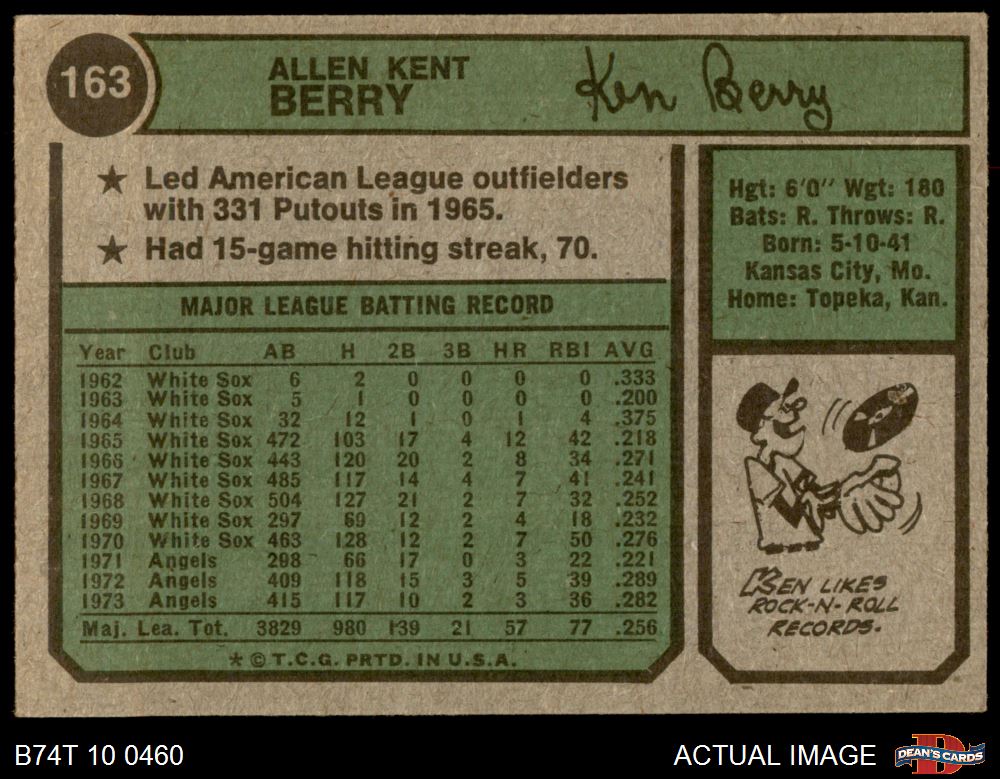 163
ALLEN KENT
BERRY
Ken Berry
★ Led American League outfielders
with 331 Putouts in 1965.
★ Had 15-game hitting streak, 70.
MAJOR LEAGUE BATTING RECORD
Year Club AB H 2B 3B HR RBI AVG
1962 White Sox 6 2 0 0 0 0 .333
1963 White Sox 5 1 0 0 0 0 .200
1964 White Sox 32 12 1 0 1 4 .375
1965 White Sox 472 103 17 4 12 42 .218
1966 White Sox 443 120 20 2 8 34 .271
1967 White Sox 485 117 14 4 7 41 .241
1968 White Sox 504 127 21 2 7 32 .252
1969 White Sox 297 69 12 2 4 18 .232
1970 White Sox 463 128 12 2 7 50 .276
1971 Angels 298 66 17 0 3 22 .221
1972 Angels 409 118 15 3 5 39 .289
1973 Angels 415 117 10 2 3 36 .282
Maj. Lea. Tot. 3829 980 139 21 57 77 .256
* © T.C.G. PRTD. IN U.S.A.
Hgt: 6'0" Wgt: 180
Bats: R. Throws: R.
Born: 5-10-41
Kansas City, Mo.
Home: Topeka, Kan.
KEN LIKES
ROCK-N-ROLL
RECORDS.
B74T 10 0460
ACTUAL IMAGE
DEAN'S CARDS